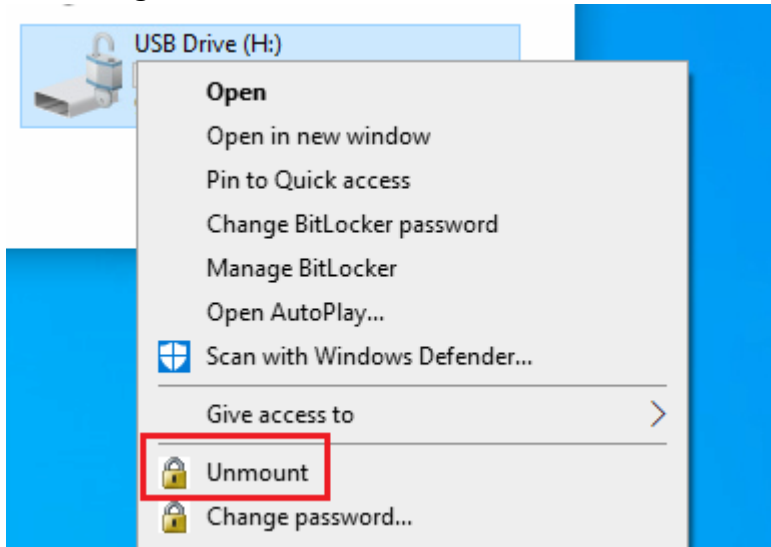 USB Drive (H:)
Open
Open in new window
Pin to Quick access
Change BitLocker password
Manage BitLocker
Open AutoPlay...
Scan with Windows Defender...
Give access to
Unmount
Change password...